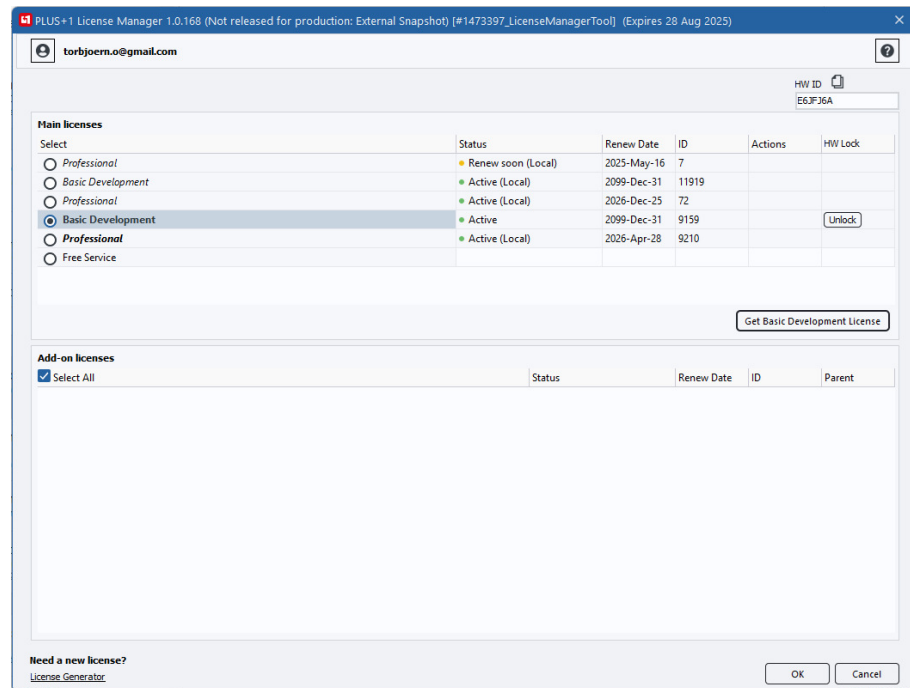 PLUS+1 License Manager 1.0.168 (Not released for production: External Snapshot) [#1473397_LicenseManagerTool] (Expires 28 Aug 2025)
torbjoern.o@gmail.com
HW ID
E6JFJ6A
Main licenses
Select Status Renew Date ID Actions HW Lock
Professional Renew soon (Local) 2025-May-16 7
Basic Development Active (Local) 2099-Dec-31 11919
Professional Active (Local) 2026-Dec-25 72
Basic Development Active 2099-Dec-31 9159 Unlock
Professional Active (Local) 2026-Apr-28 9210
Free Service
Get Basic Development License
Add-on licenses
Select All Status Renew Date ID Parent
Need a new license?
License Generator
OK Cancel